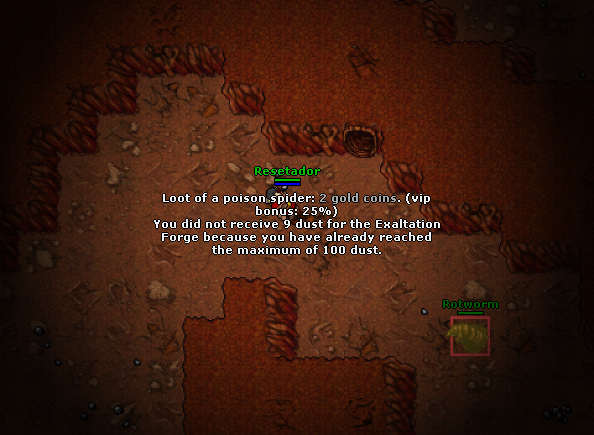 Resetador
Loot of a poison spider: 2 gold coins. (vip
bonus: 25%)
You did not receive 9 dust for the Exaltation
Forge because you have already reached
the maximum of 100 dust.
Rotworm